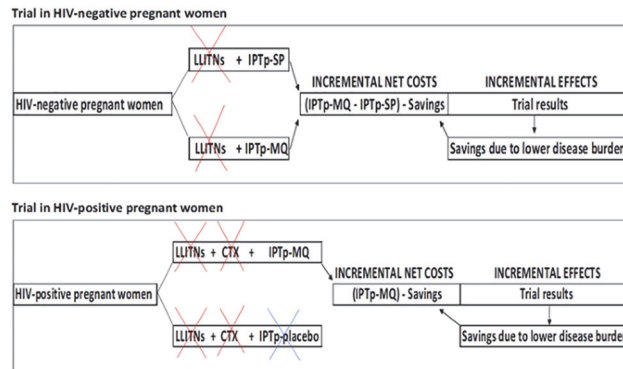 Trial in HIV-negative pregnant women
LLITNs + IPTp-SP
INCREMENTAL NET COSTS INCREMENTAL EFFECTS
HIV-negative pregnant women (IPTp-MQ - IPTp-SP) - Savings Trial results
LLITNs + IPTp-MQ Savings due to lower disease burden
Trial in HIV-positive pregnant women
LLITNs + CTX + IPTp-MQ
INCREMENTAL NET COSTS INCREMENTAL EFFECTS
HIV-positive pregnant women (IPTp-MQ) - Savings Trial results
LLITNs + CTX + IPTp-placebo Savings due to lower disease burden